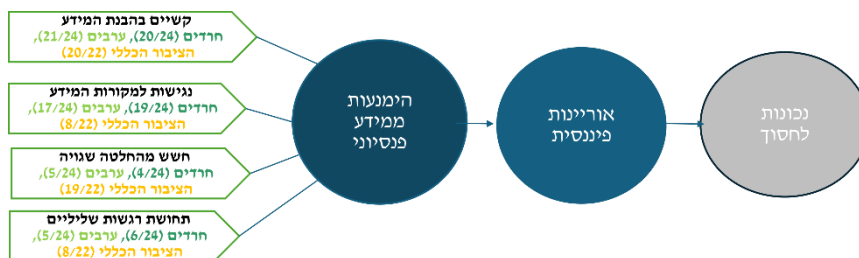 קשיים בהבנת המידע
חרדים (20/24), ערבים (21/24),
הציבור הכללי (20/22)
נגישות למקורות המידע
חרדים (19/24), ערבים (17/24),
הציבור הכללי (8/22)
חשש מהחלטה שגויה
חרדים (4/24), ערבים (5/24),
הציבור הכללי (19/22)
תחושת רגשות שליליים
חרדים (6/24), ערבים (5/24),
הציבור הכללי (8/22)
הימנעות
ממידע
פנסיוני
אוריינות
פיננסית
נכונות
לחסוך